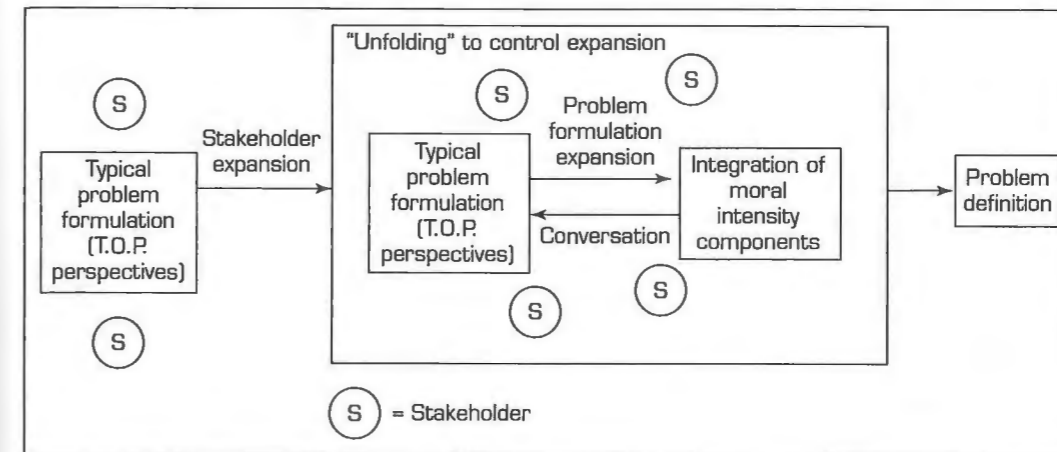 "Unfolding" to control expansion
S
S
S
Stakeholder
expansion
Typical
problem
formulation
(T.O.P.
perspectives)
Typical
problem
formulation
(T.O.P.
perspectives)
Problem
formulation
expansion
Conversation
Integration of
moral
intensity
components
Problem
definition
S
S
S
S = Stakeholder